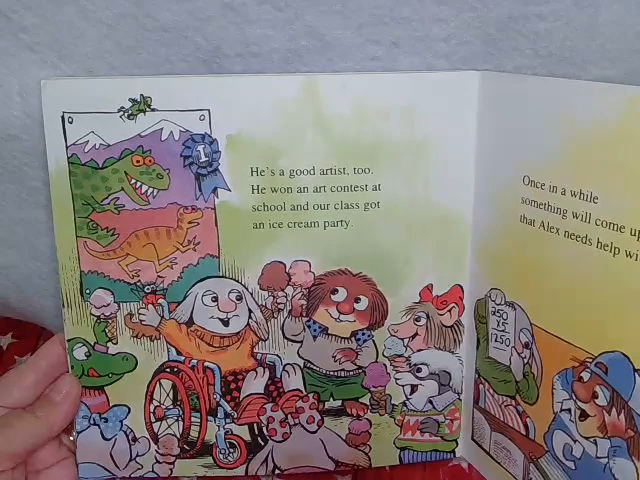 1
He's a good artist, too.
He won an art contest at
school and our class got
an ice cream party.
Once in a while
something will come up
that Alex needs help
250
x5
1250
C